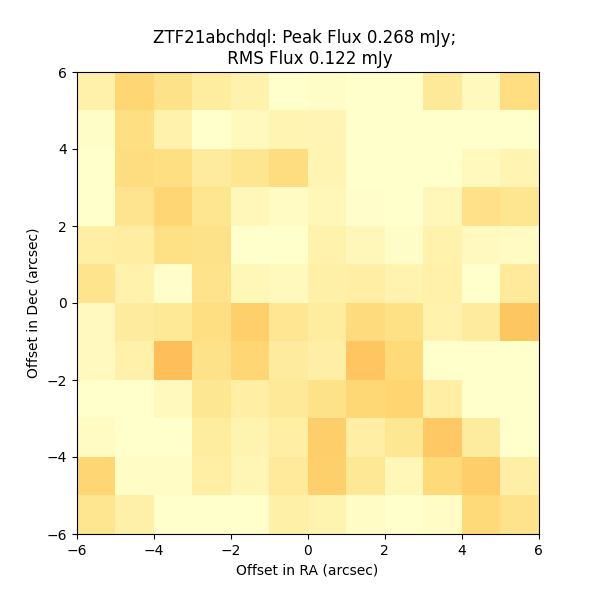 ZTF21abchdql: Peak Flux 0.268 mJy;
RMS Flux 0.122 mJy
6
4
2
0
−2
−4
−6
Offset in Dec (arcsec)
−6 −4 −2 0 2 4 6
Offset in RA (arcsec)